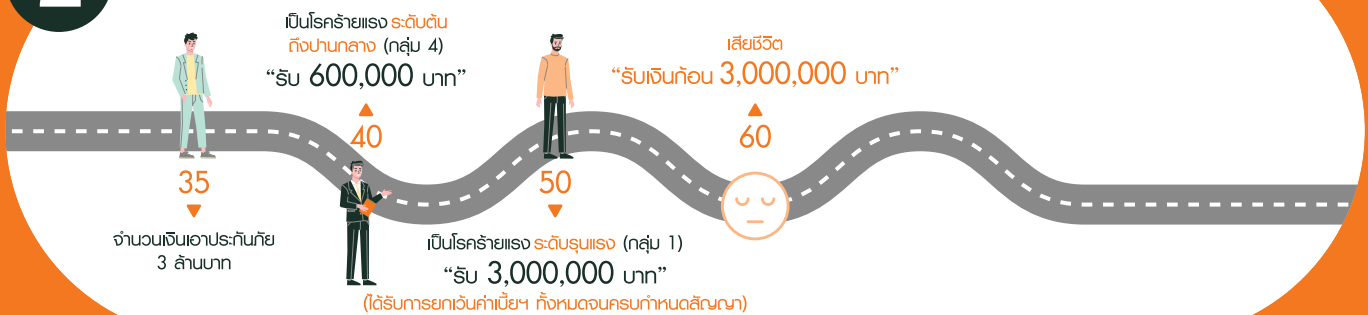 เป็นโรคร้ายแรง ระดับต้น
ถึงปานกลาง (กลุ่ม 4)
“รับ 600,000 บาท”
40
เสียชีวิต
“รับเงินก้อน 3,000,000 บาท”
60
35
จำนวนเงินเอาประกันภัย
3 ล้านบาท
50
เป็นโรคร้ายแรง ระดับรุนแรง (กลุ่ม 1)
“รับ 3,000,000 บาท”
(ได้รับการยกเว้นค่าเบี้ยฯ ทั้งหมดจนครบกำหนดสัญญา)